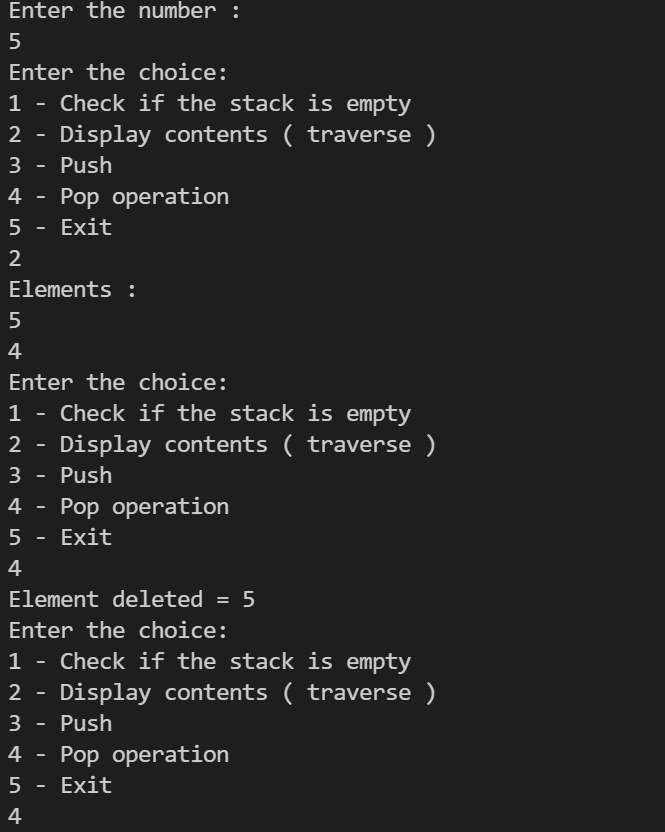 Enter the number :
5
Enter the choice:
1 - Check if the stack is empty
2 - Display contents ( traverse )
3 - Push
4 - Pop operation
5 - Exit
2
Elements :
5
4
Enter the choice:
1 - Check if the stack is empty
2 - Display contents ( traverse )
3 - Push
4 - Pop operation
5 - Exit
4
Element deleted = 5
Enter the choice:
1 - Check if the stack is empty
2 - Display contents ( traverse )
3 - Push
4 - Pop operation
5 - Exit
4